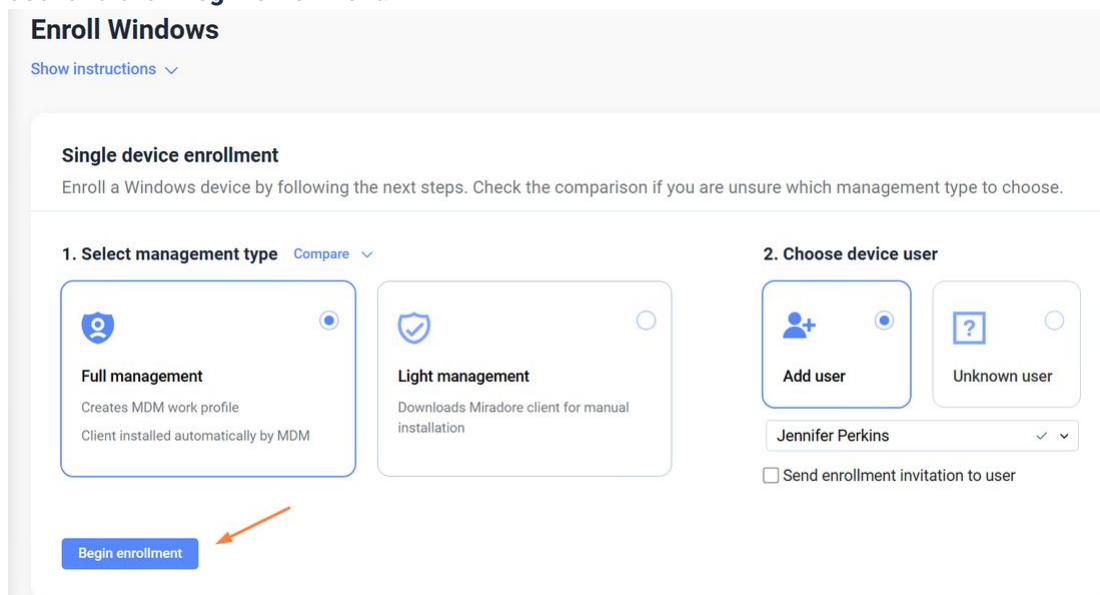 Enroll Windows
Show instructions
Single device enrollment
Enroll a Windows device by following the next steps. Check the comparison if you are unsure which management type to choose.
1. Select management type Compare
Full management
Creates MDM work profile
Client installed automatically by MDM
Light management
Downloads Miradore client for manual
installation
2. Choose device user
Add user
Unknown user
Jennifer Perkins
Send enrollment invitation to user
Begin enrollment